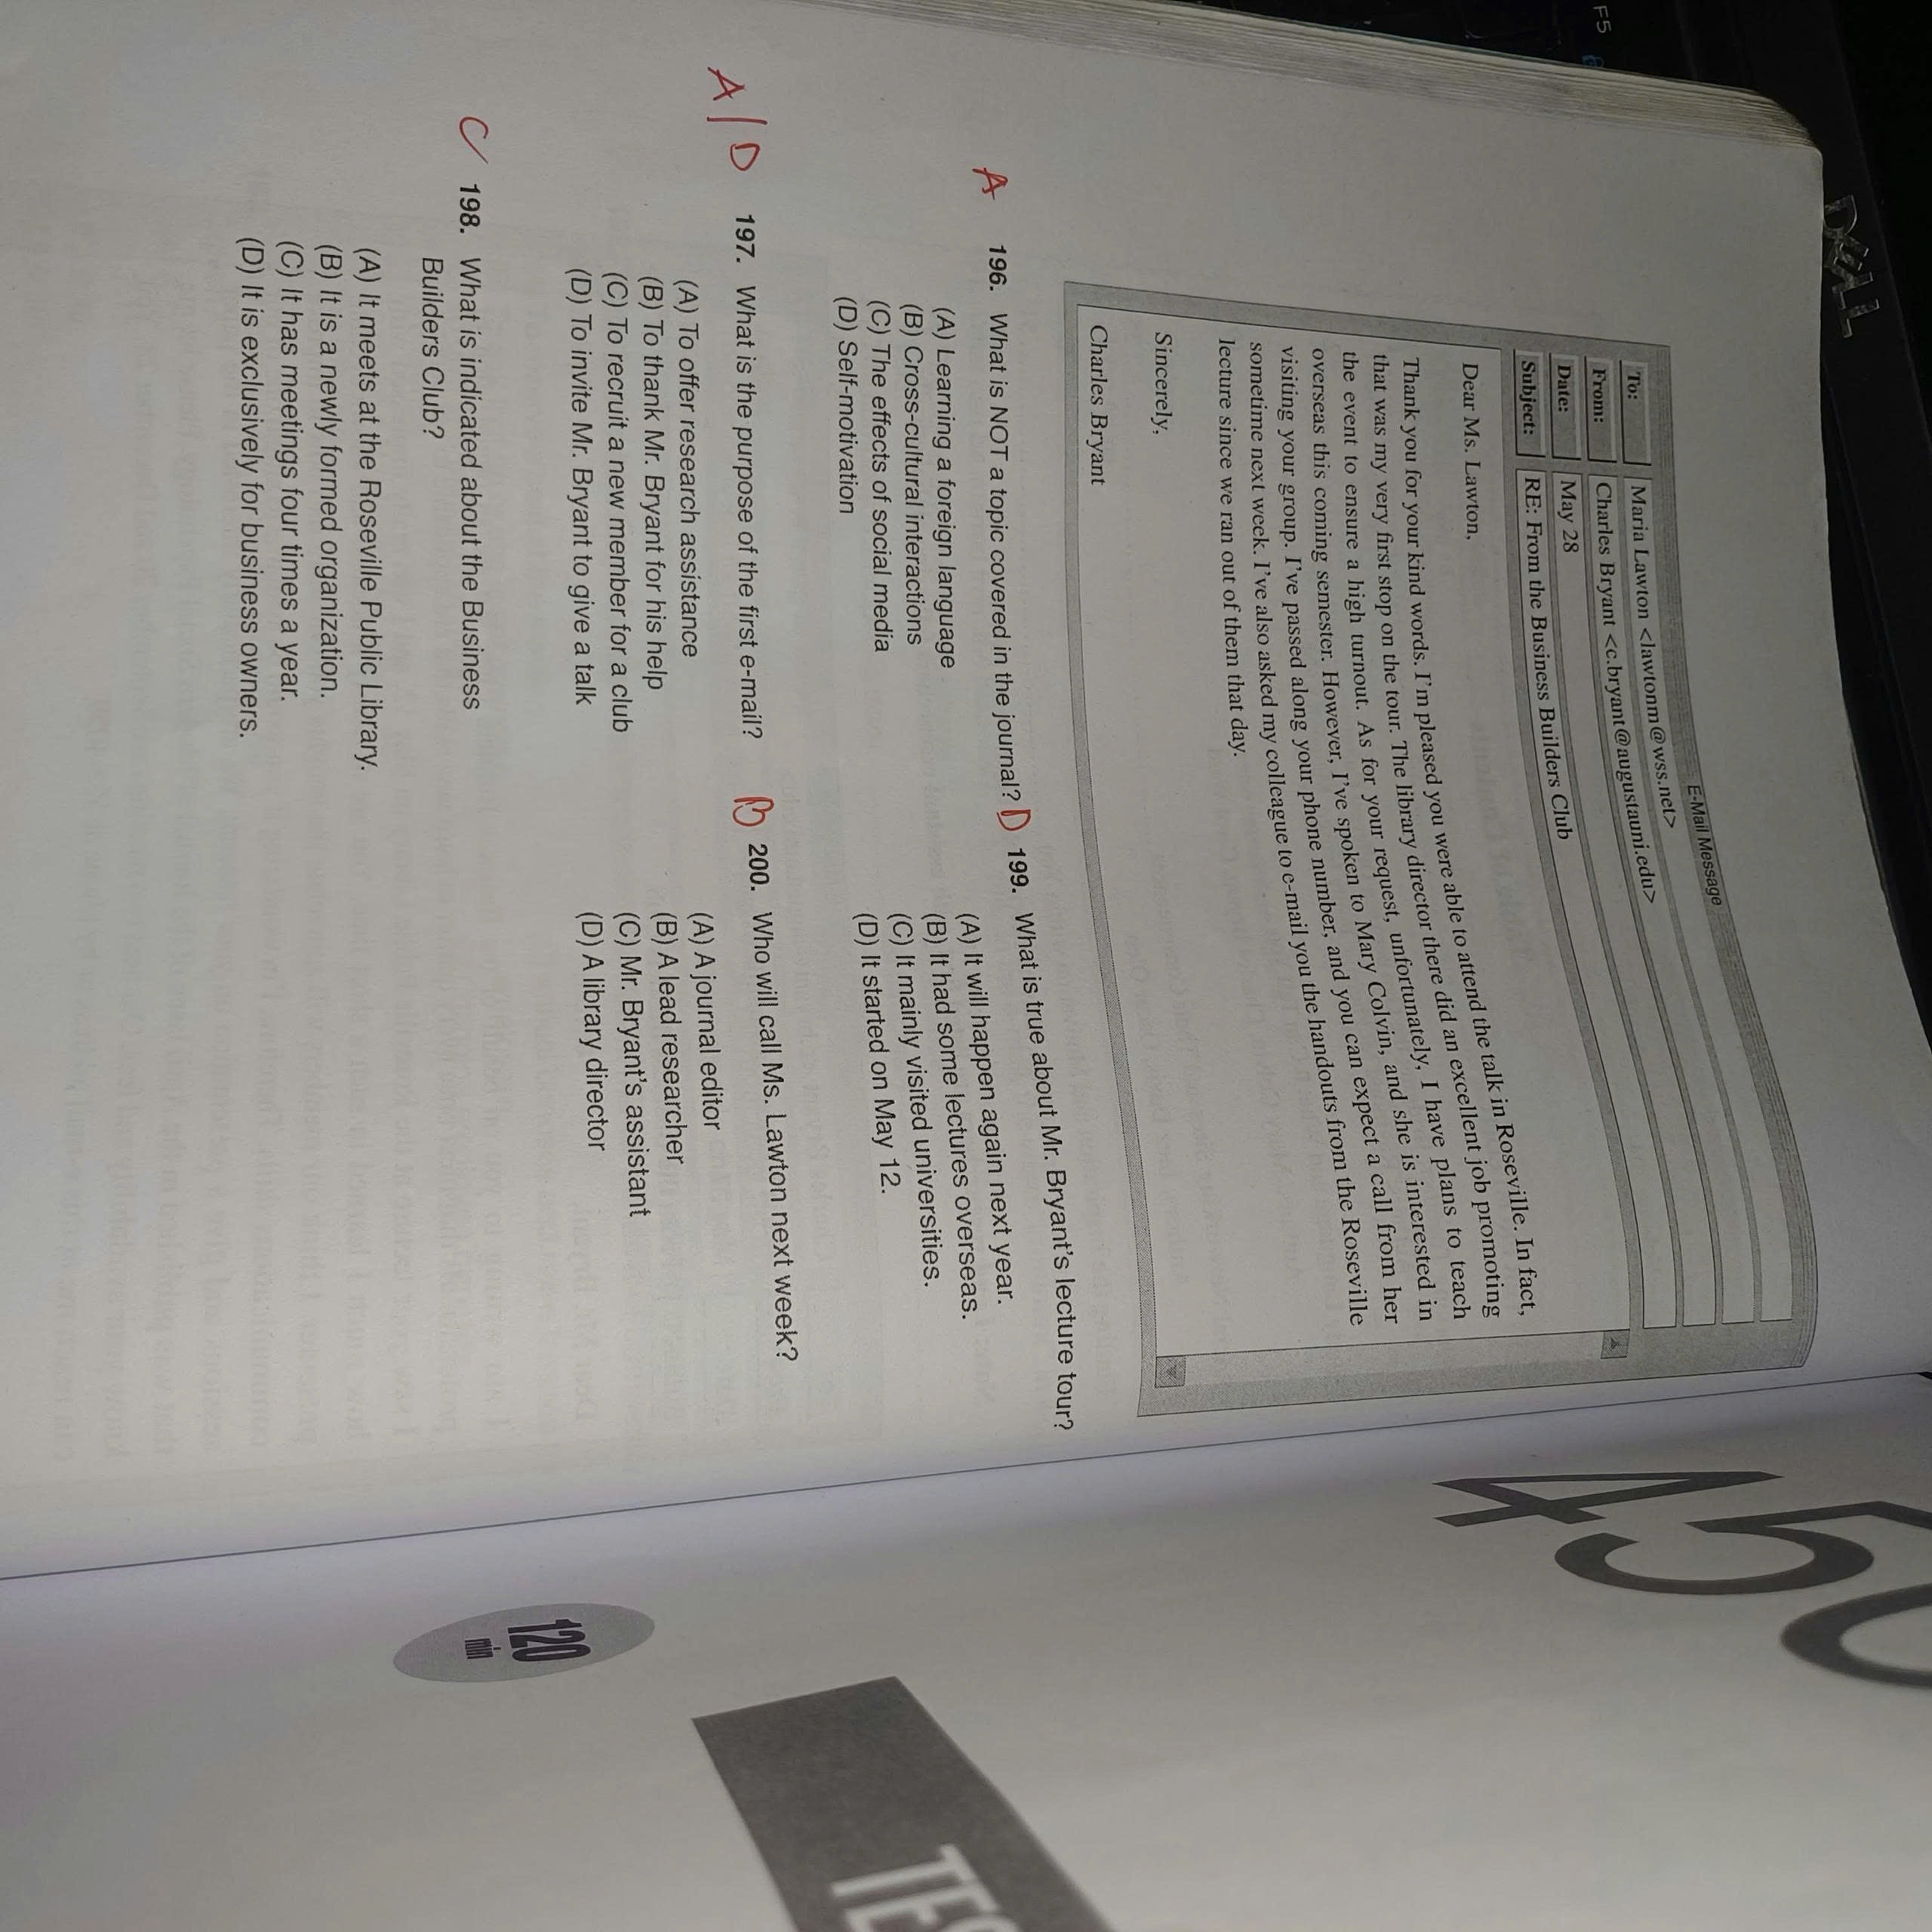 F5
DELL
E-Mail Message
To: Maria Lawton <lawtonm@wss.net>
From: Charles Bryant <c.bryant@augustauni.edu>
Date: May 28
Subject: RE: From the Business Builders Club
Dear Ms. Lawton,
Thank you for your kind words. I'm pleased you were able to attend the talk in Roseville. In fact,
that was my very first stop on the tour. The library director there did an excellent job promoting
the event to ensure a high turnout. As for your request, unfortunately, I have plans to teach
overseas this coming semester. However, I've spoken to Mary Colvin, and she is interested in
visiting your group. I've passed along your phone number, and you can expect a call from her
sometime next week. I've also asked my colleague to e-mail you the handouts from the Roseville
lecture since we ran out of them that day.
Sincerely,
Charles Bryant
A 196. What is NOT a topic covered in the journal?
(A) Learning a foreign language
(B) Cross-cultural interactions
(C) The effects of social media
(D) Self-motivation
A | D 197. What is the purpose of the first e-mail?
(A) To offer research assistance
(B) To thank Mr. Bryant for his help
(C) To recruit a new member for a club
(D) To invite Mr. Bryant to give a talk
C 198. What is indicated about the Business
Builders Club?
(A) It meets at the Roseville Public Library.
(B) It is a newly formed organization.
(C) It has meetings four times a year.
(D) It is exclusively for business owners.
D 199. What is true about Mr. Bryant's lecture tour?
(A) It will happen again next year.
(B) It had some lectures overseas.
(C) It mainly visited universities.
(D) It started on May 12.
B 200. Who will call Ms. Lawton next week?
(A) A journal editor
(B) A lead researcher
(C) Mr. Bryant's assistant
(D) A library director
450
120
min
TES